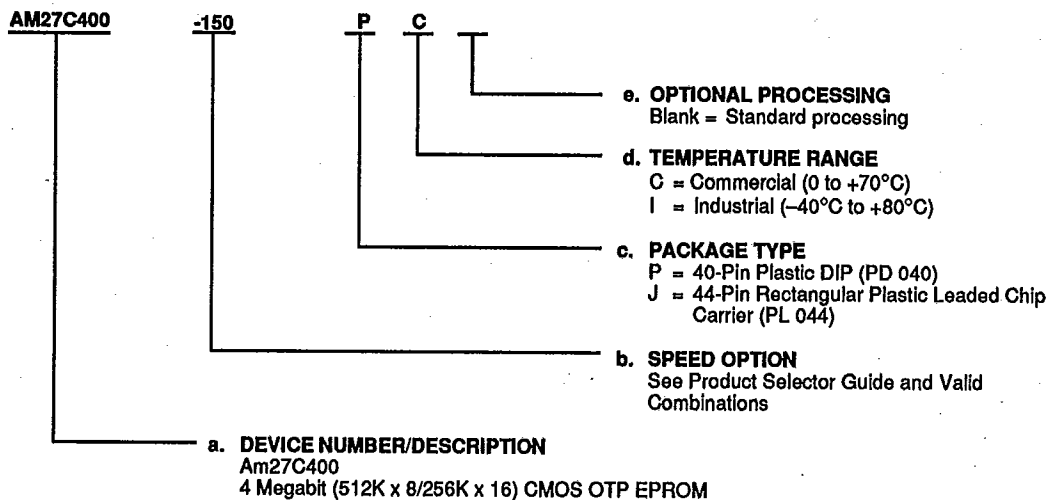 AM27C400 -150 P C
e. OPTIONAL PROCESSING
Blank = Standard processing
d. TEMPERATURE RANGE
C = Commercial (0 to +70°C)
I = Industrial (–40°C to +80°C)
c. PACKAGE TYPE
P = 40-Pin Plastic DIP (PD 040)
J = 44-Pin Rectangular Plastic Leaded Chip
Carrier (PL 044)
b. SPEED OPTION
See Product Selector Guide and Valid
Combinations
a. DEVICE NUMBER/DESCRIPTION
Am27C400
4 Megabit (512K x 8/256K x 16) CMOS OTP EPROM